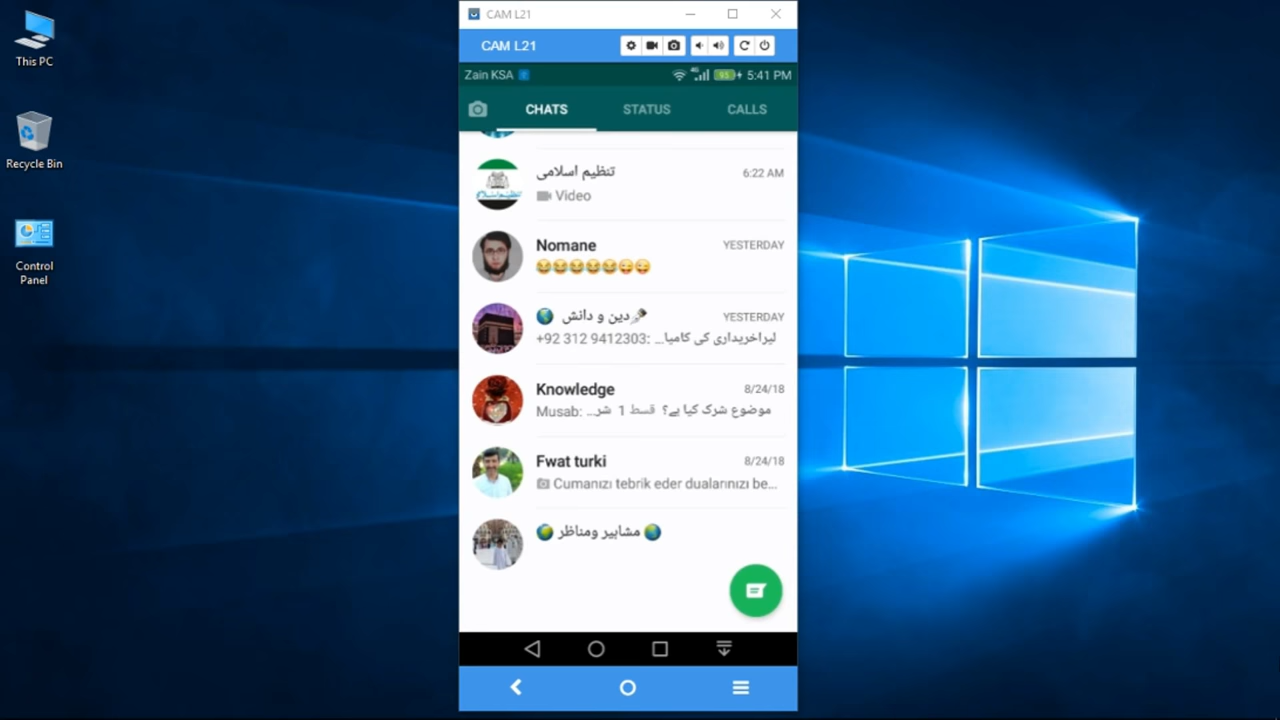 CAM L21
This PC
Recycle Bin
Control
Panel
CAM L21
Zain KSA
4G
93
5:41 PM
CHATS
STATUS
CALLS
تنظیم اسلامی
6:22 AM
Video
Nomane
YESTERDAY
😂😂😂😂😂😜😜
🌍 دین و دانش
YESTERDAY
+92 312 9412303: لیراخریداری کی کامیا...
Knowledge
8/24/18
Musab: موضوع شرک کیا ہے؟ قسط 1 شر...
Fwat turki
8/24/18
Cumanızı tebrik eder dualarınızı be...
🌍 مشاہیر ومناظر 🌍